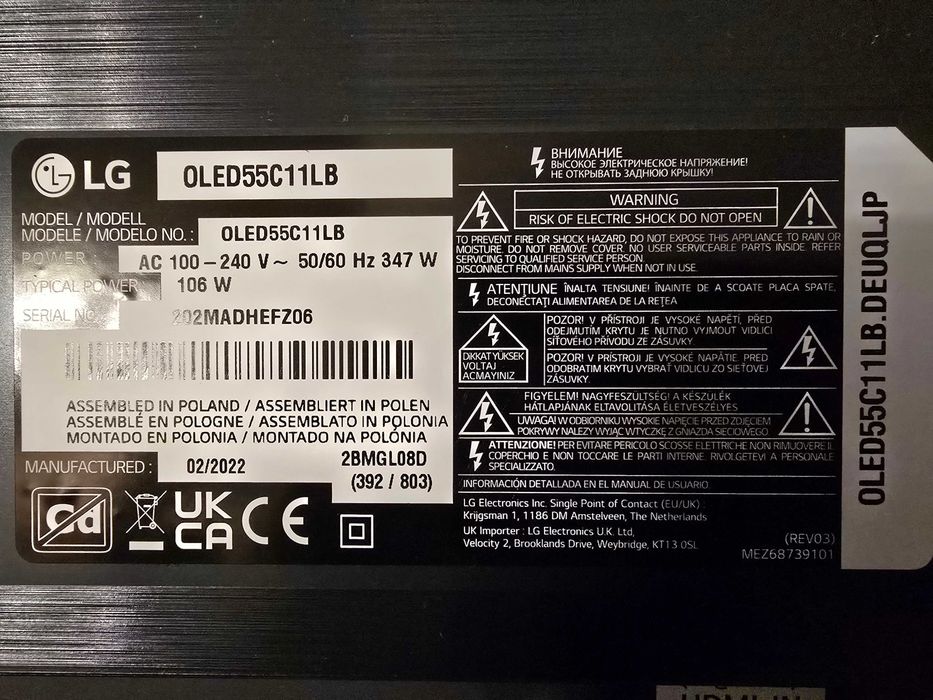 LG
OLED55C11LB
MODEL / MODELL
MODELE / MODELO NO. : OLED55C11LB
POWER AC 100 – 240 V ~ 50/60 Hz 347 W
TYPICAL POWER 106 W
SERIAL NO. 202MADHEFZ06
ASSEMBLED IN POLAND / ASSEMBLIERT IN POLEN
ASSEMBLÉ EN POLOGNE / ASSEMBLATO IN POLONIA
MONTADO EN POLONIA / MONTADO NA POLÓNIA
MANUFACTURED : 02/2022 2BMGL08D
(392 / 803)
Cd
UK
CA
CE
ВНИМАНИЕ
ВЫСОКОЕ ЭЛЕКТРИЧЕСКОЕ НАПРЯЖЕНИЕ!
НЕ ОТКРЫВАТЬ ЗАДНЮЮ КРЫШКУ!
WARNING
RISK OF ELECTRIC SHOCK DO NOT OPEN
TO PREVENT FIRE OR SHOCK HAZARD, DO NOT EXPOSE THIS APPLIANCE TO RAIN OR
MOISTURE. DO NOT REMOVE COVER. NO USER SERVICEABLE PARTS INSIDE. REFER
SERVICING TO QUALIFIED SERVICE PERSON
DISCONNECT FROM MAINS SUPPLY WHEN NOT IN USE.
ATENȚIUNE ÎNALTA TENSIUNE! ÎNAINTE DE A SCOATE PLACA SPATE,
DECONECTAȚI ALIMENTAREA DE LA REȚEA
DIKKAT YÜKSEK
VOLTAJ
AÇMAYINIZ
POZOR! V PŘÍSTROJI JE VYSOKÉ NAPĚTÍ, PŘED
ODEJMUTÍM KRYTU JE NUTNO VYJMOUT VIDLICI
SÍŤOVÉHO PŘÍVODU ZE ZÁSUVKY.
POZOR! V PRÍSTROJI JE VYSOKÉ NAPÄTIE. PRED
ODOBRATIM KRYTU VYBRAŤ VIDLICU ZO SIEŤOVEJ
ZÁSUVKY.
FIGYELEM! NAGYFESZÜLTSÉG! A KÉSZÜLÉK
HÁTLAPJÁNAK ELTÁVOLÍTÁSA ÉLETVESZÉLYES
UWAGA! W ODBIORNIKU WYSOKIE NAPIĘCIE PRZED ZDJĘCIEM
POKRYWY NALEŻY WYJĄĆ WTYCZKĘ Z GNIAZDA SIECIOWEGO
ATTENZIONE! PER EVITARE PERICOLO SCOSSE ELETTRICHE NON RIMUOVERE IL
COPERCHIO E NON TOCCARE LE PARTI INTERNE. RIVOLGETEVI A PERSONALE
SPECIALIZZATO.
INFORMACIÓN DETALLADA EN EL MANUAL DE USUARIO.
LG Electronics Inc. Single Point of Contact (EU/UK) :
Krijgsman 1, 1186 DM Amstelveen, The Netherlands
UK Importer : LG Electronics U.K. Ltd,
Velocity 2, Brooklands Drive, Weybridge, KT13 0SL
(REV03)
MEZ68739101
OLED55C11LB.DEUQLJP